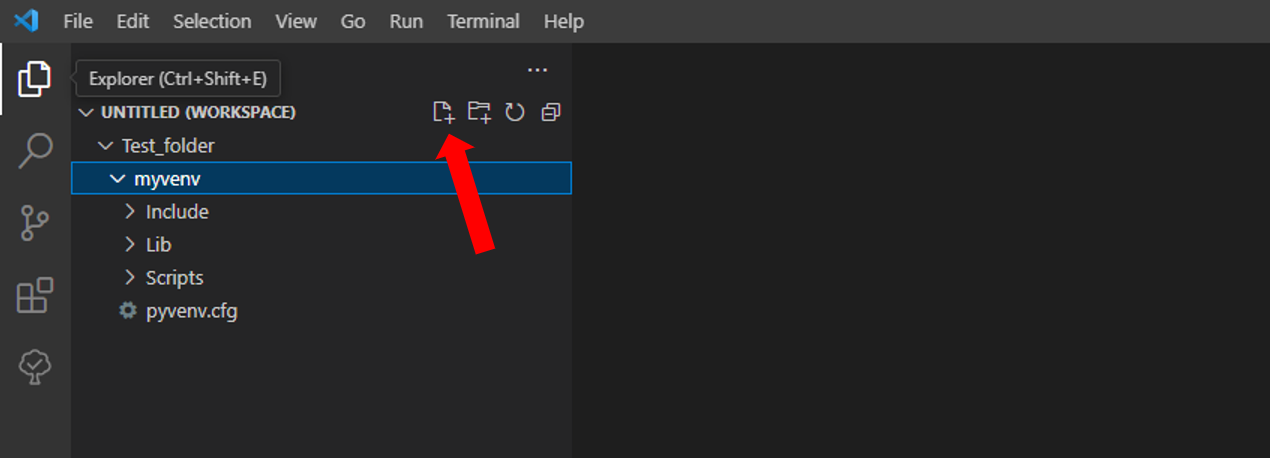 File Edit Selection View Go Run Terminal Help
Explorer (Ctrl+Shift+E)
UNTITLED (WORKSPACE)
Test_folder
myvenv
Include
Lib
Scripts
pyvenv.cfg